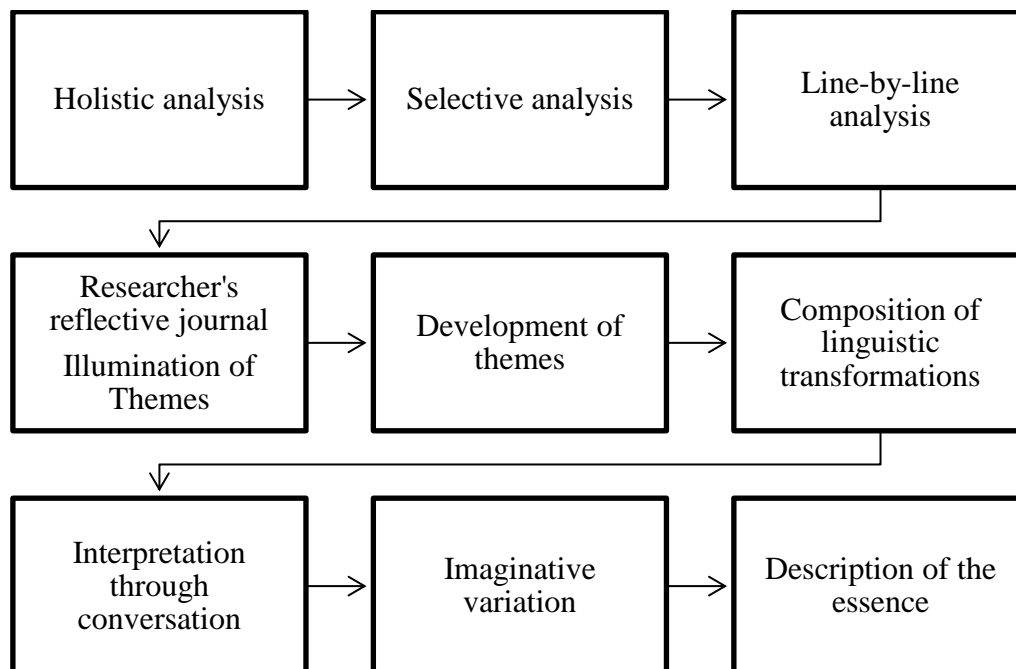 Holistic analysis
Selective analysis
Line-by-line
analysis
Researcher's
reflective journal
Illumination of
Themes
Development of
themes
Composition of
linguistic
transformations
Interpretation
through
conversation
Imaginative
variation
Description of the
essence